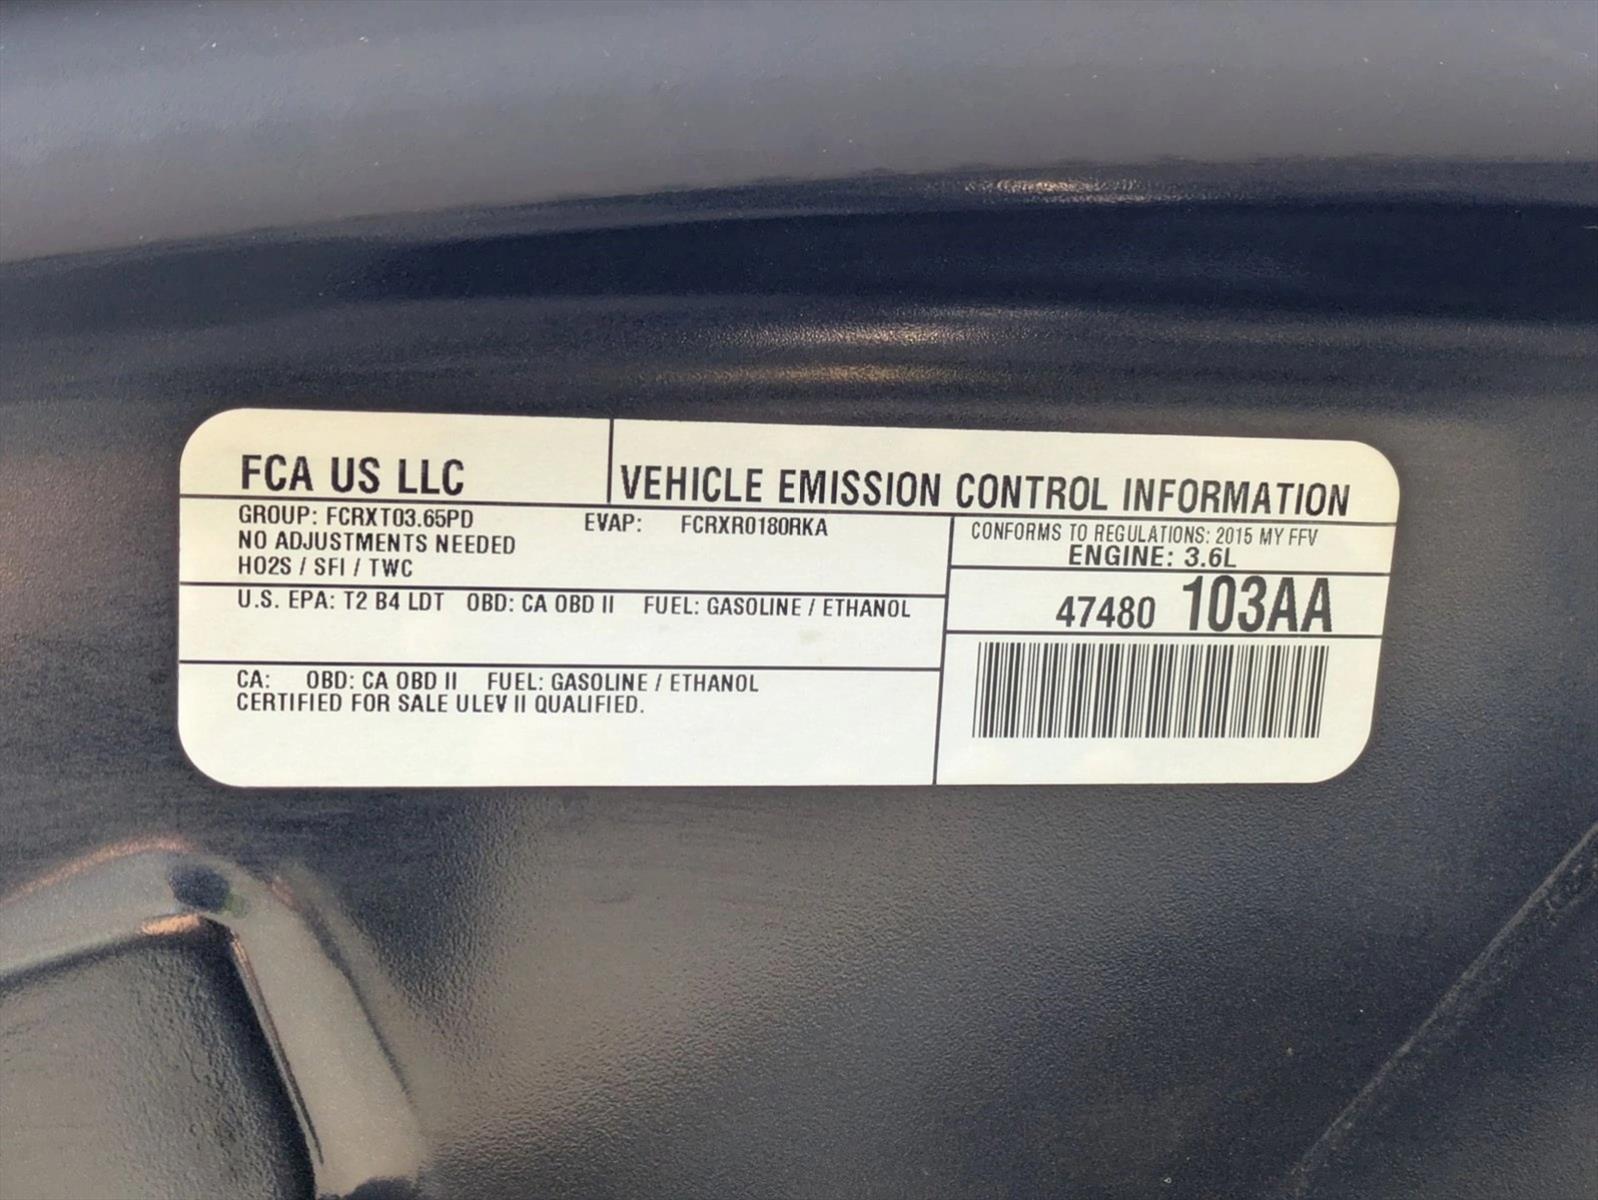 FCA US LLC
VEHICLE EMISSION CONTROL INFORMATION
GROUP: FCRXT03.65PD EVAP: FCRXR0180RKA
NO ADJUSTMENTS NEEDED
HO2S / SFI / TWC
CONFORMS TO REGULATIONS: 2015 MY FFV
ENGINE: 3.6L
47480 103AA
U.S. EPA: T2 B4 LDT OBD: CA OBD II FUEL: GASOLINE / ETHANOL
CA: OBD: CA OBD II FUEL: GASOLINE / ETHANOL
CERTIFIED FOR SALE ULEV II QUALIFIED.